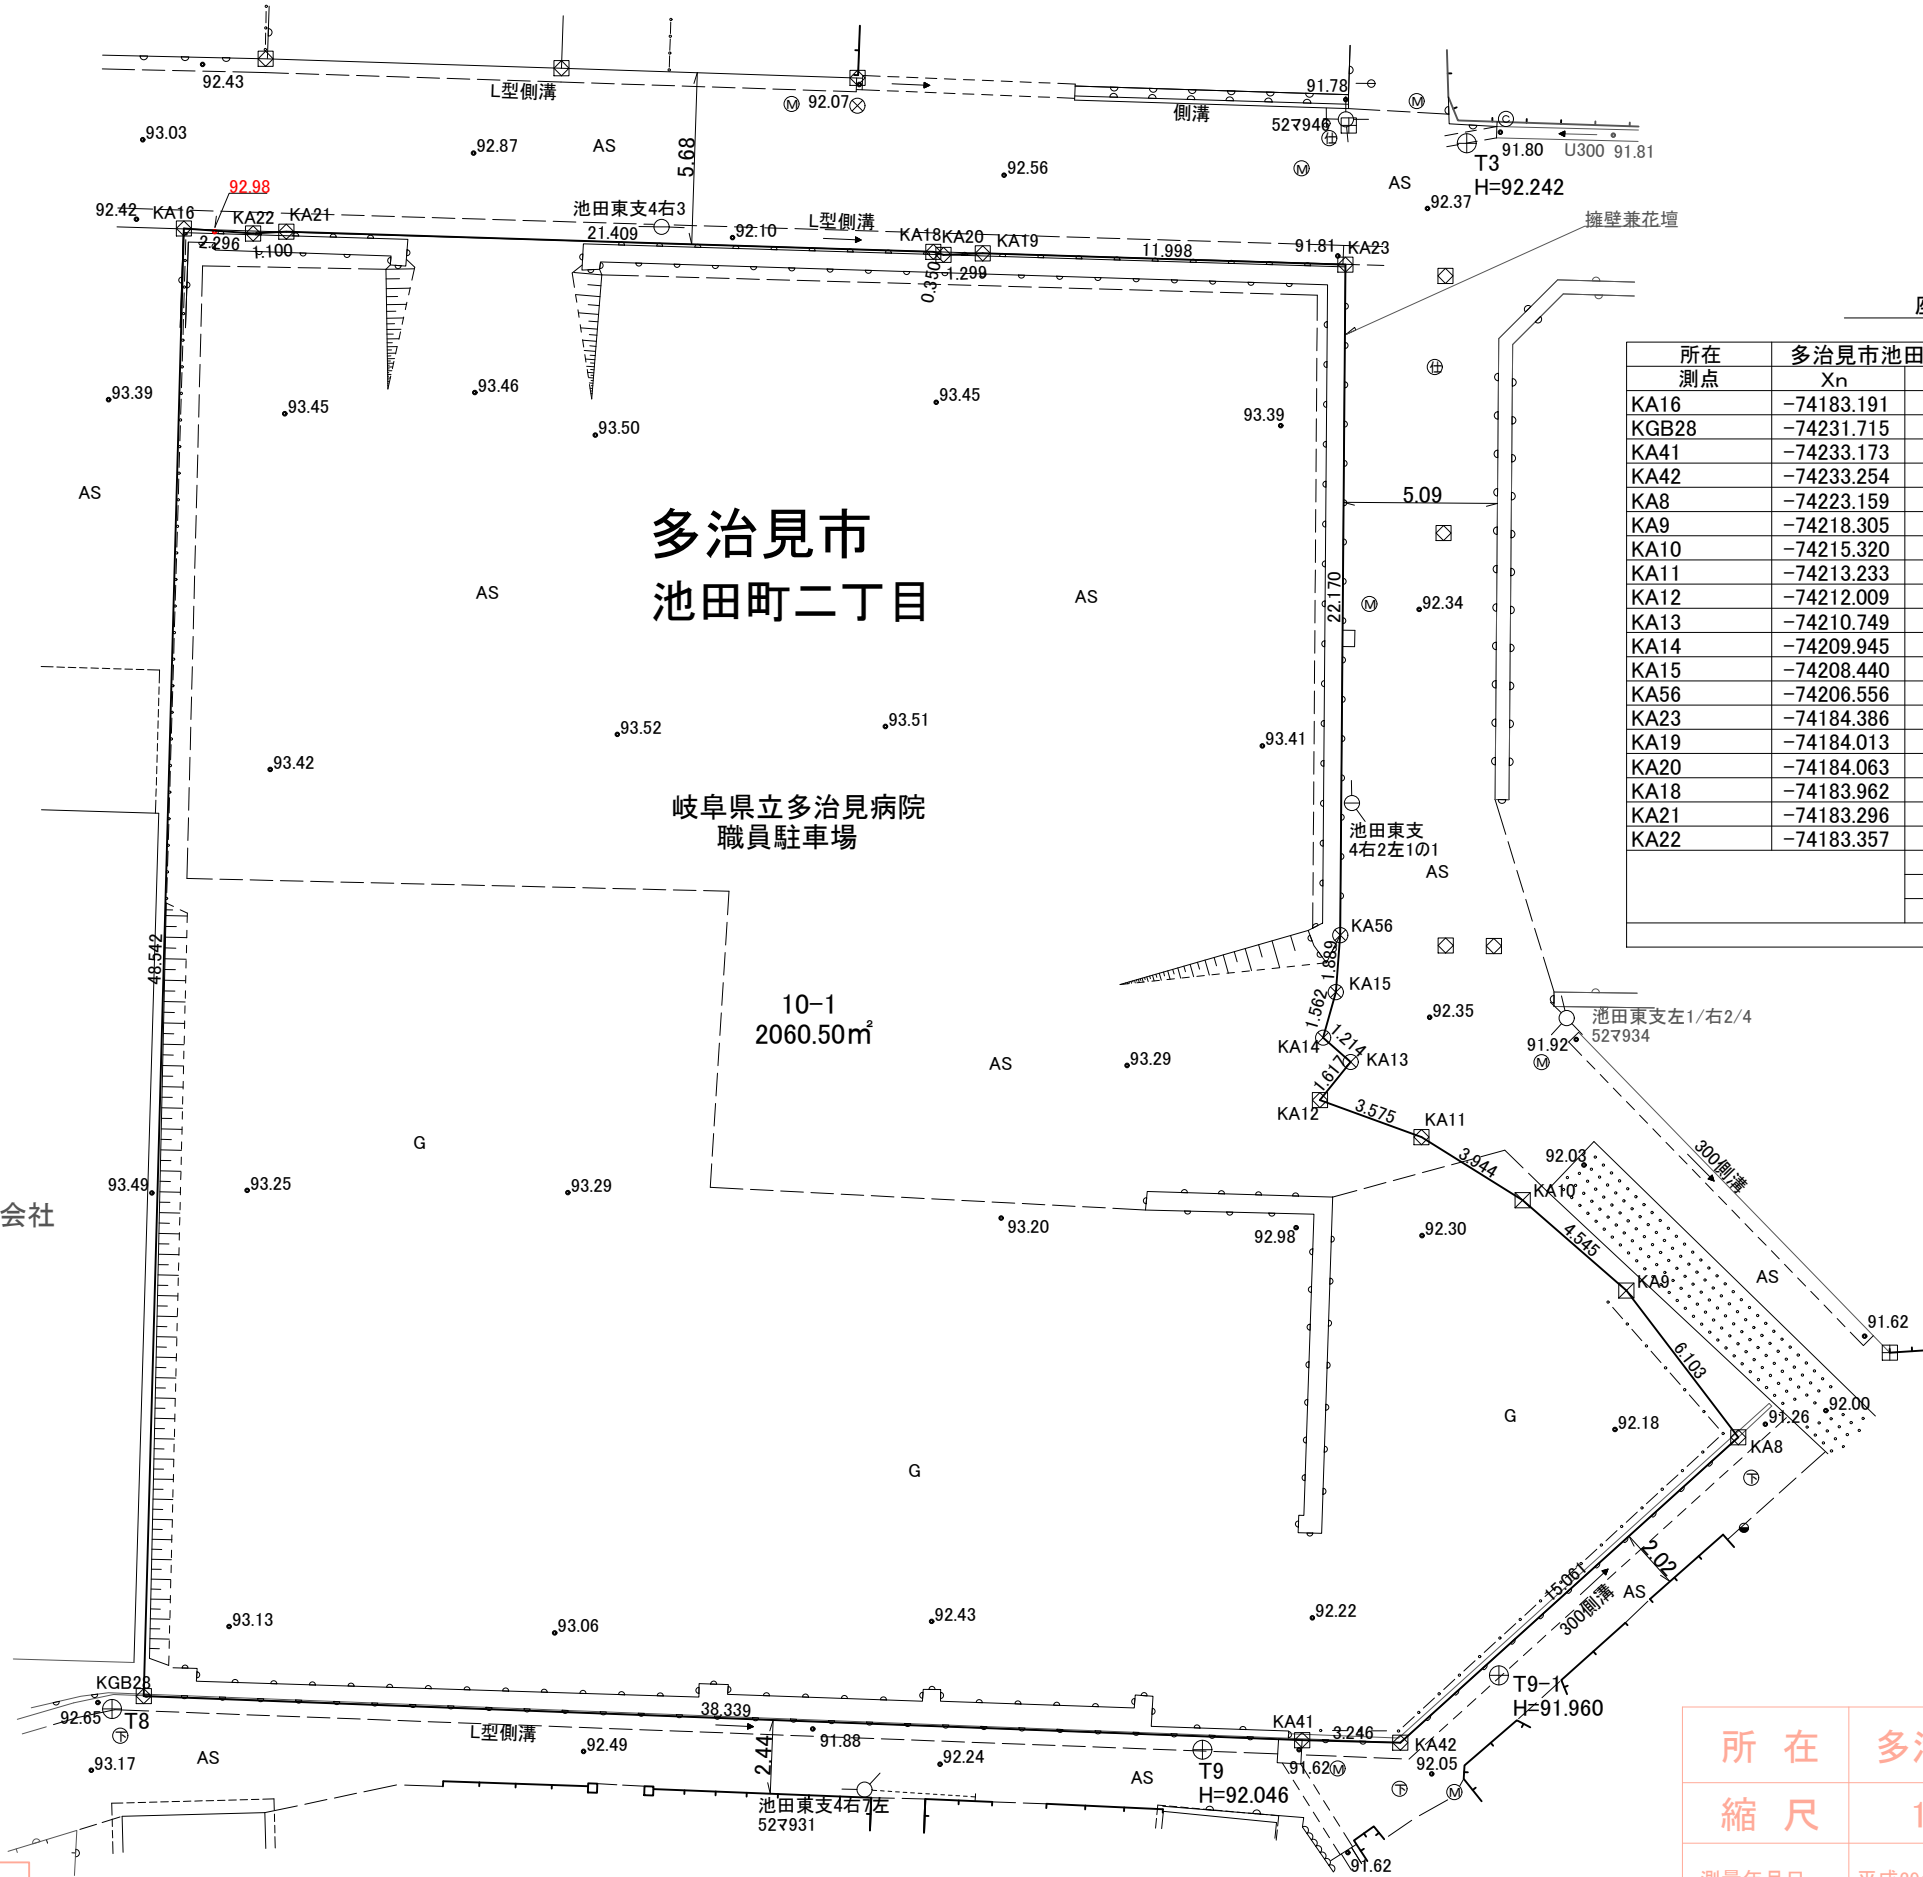 92.43
L型側溝
92.07
91.78
側溝
527946
T3
H=92.242
91.80
U300 91.81
93.03
92.87
AS
5.68
92.56
AS
92.37
92.98
92.42
KA16
KA22
KA21
池田東支4右3
92.10
L型側溝
KA18
KA20
KA19
91.81
KA23
擁壁兼花壇
2.296
1.100
21.409
0.350
1.299
11.998
93.39
93.45
93.46
93.50
93.45
93.39
AS
5.09
多治見市
池田町二丁目
AS
AS
22.170
92.34
93.42
93.52
93.51
93.41
岐阜県立多治見病院
職員駐車場
池田東支
4右2左1の1
AS
48.542
10-1
2060.50㎡
KA56
1.889
KA15
1.562
KA14
1.214
KA13
1.617
KA12
3.575
KA11
92.35
池田東支左1/右2/4
52マ934
91.92
AS
93.29
3.944
92.03
KA10
300側溝
4.545
KA9
AS
91.62
6.103
G
93.49
93.25
93.29
93.20
92.98
92.30
会社
G
G
92.18
91.26
92.00
KA8
2.02
AS
15.061
300側溝
93.13
93.06
92.43
92.22
KGB28
92.65
T8
93.17
AS
L型側溝
38.339
92.49
2.44
91.88
92.24
AS
KA41
3.246
KA42
92.05
T9
H=92.046
91.62
T9-1
H=91.960
池田東支4右7左
52マ931
91.62
所在 多治見市池田
測点 Xn
KA16 -74183.191
KGB28 -74231.715
KA41 -74233.173
KA42 -74233.254
KA8 -74223.159
KA9 -74218.305
KA10 -74215.320
KA11 -74213.233
KA12 -74212.009
KA13 -74210.749
KA14 -74209.945
KA15 -74208.440
KA56 -74206.556
KA23 -74184.386
KA19 -74184.013
KA20 -74184.063
KA18 -74183.962
KA21 -74183.296
KA22 -74183.357
所在 多治
縮尺 1